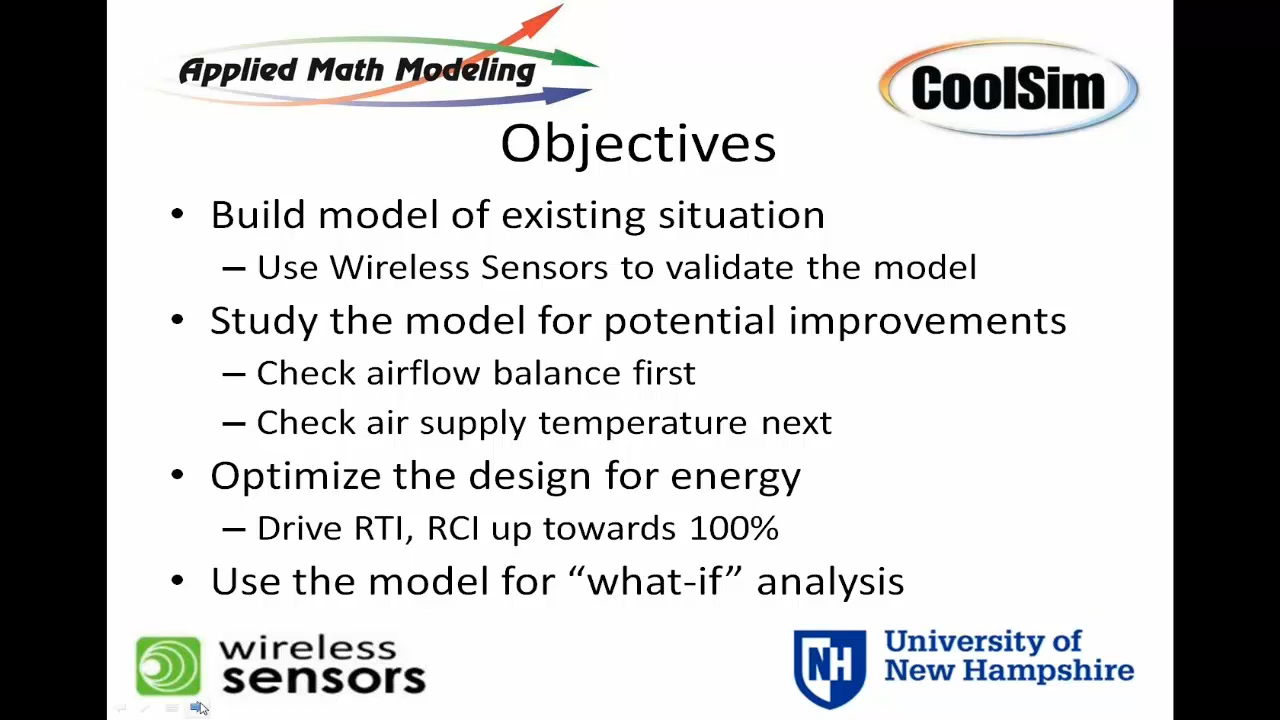 Applied Math Modeling
CoolSim
Objectives
• Build model of existing situation
– Use Wireless Sensors to validate the model
• Study the model for potential improvements
– Check airflow balance first
– Check air supply temperature next
• Optimize the design for energy
– Drive RTI, RCI up towards 100%
• Use the model for “what-if” analysis
wireless
sensors
NH
University of
New Hampshire